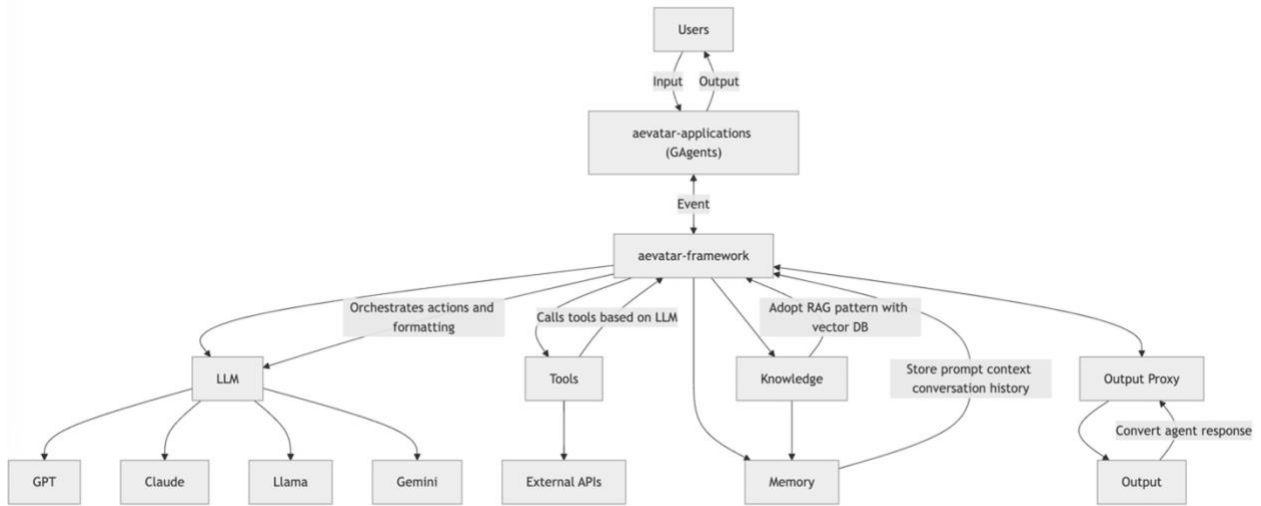 Users
Input
Output
aevatar-applications
(GAgents)
Event
aevatar-framework
Orchestrates actions and
formatting
Calls tools based on LLM
Adopt RAG pattern with
vector DB
Store prompt context
conversation history
LLM
Tools
Knowledge
Output Proxy
Convert agent response
GPT
Claude
Llama
Gemini
External APIs
Memory
Output